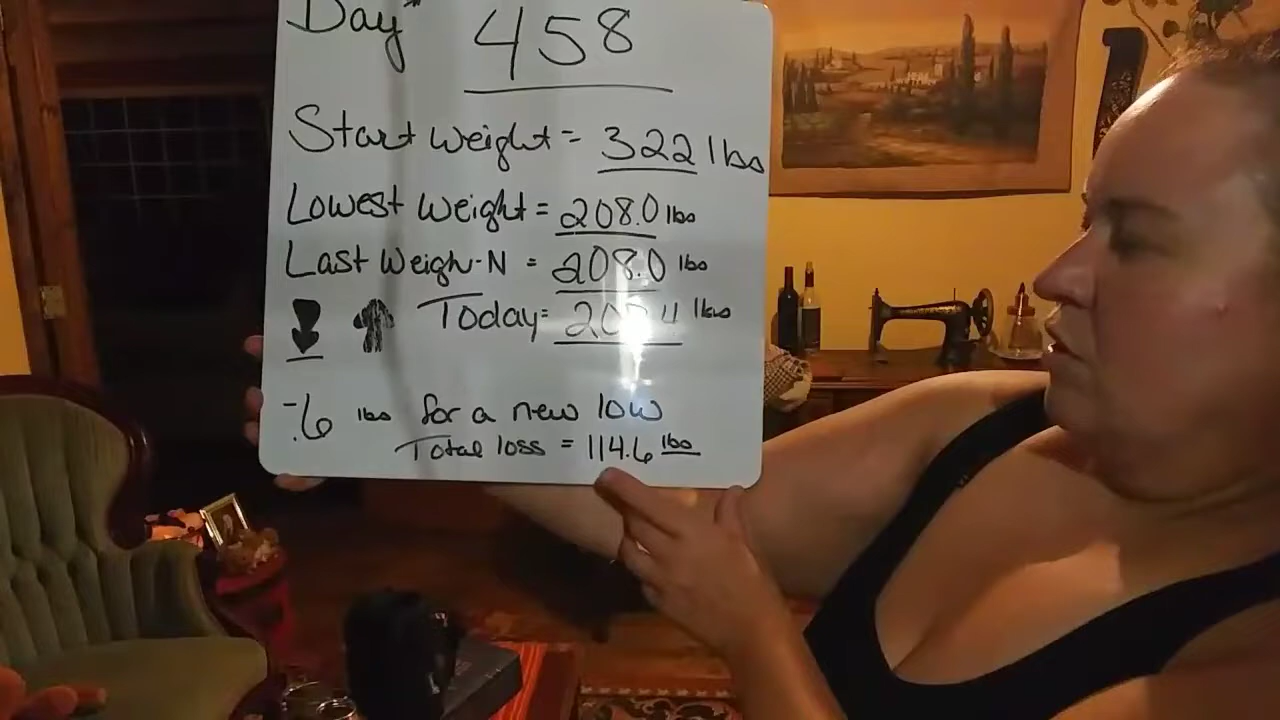 Day # 458
Start Weight = 322 lbs
Lowest Weight = 208.0 lbs
Last Weigh-N = 208.0 lbs
Today = lbs
-.6 lbs for a new low
Total loss = 114.6 lbs